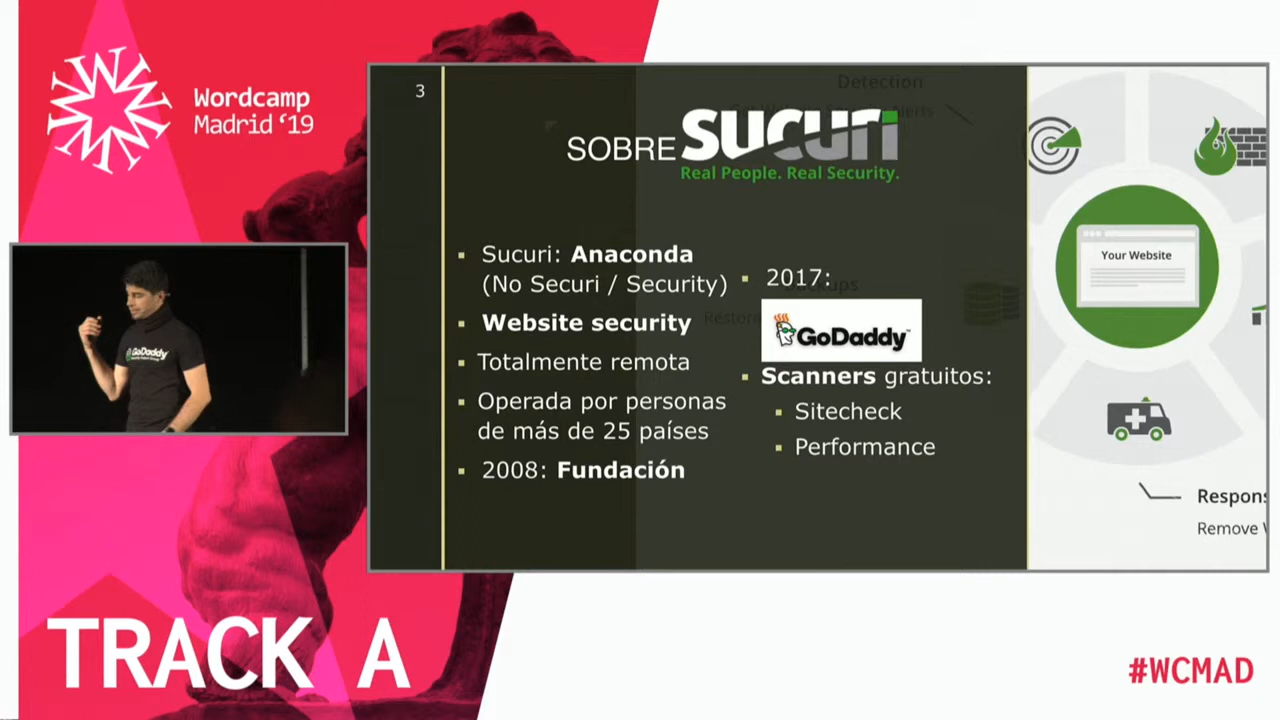 Wordcamp
Madrid ‘19
3
Detection
SOBRE sucuri
Real People. Real Security.
▪ Sucuri: Anaconda
(No Securi / Security)
▪ Website security
▪ Totalmente remota
▪ Operada por personas
de más de 25 países
▪ 2008: Fundación
▪ 2017:
GoDaddy™
▪ Scanners gratuitos:
▪ Sitecheck
▪ Performance
Your Website
Respons
Remove
GoDaddy
TRACK A
#WCMAD